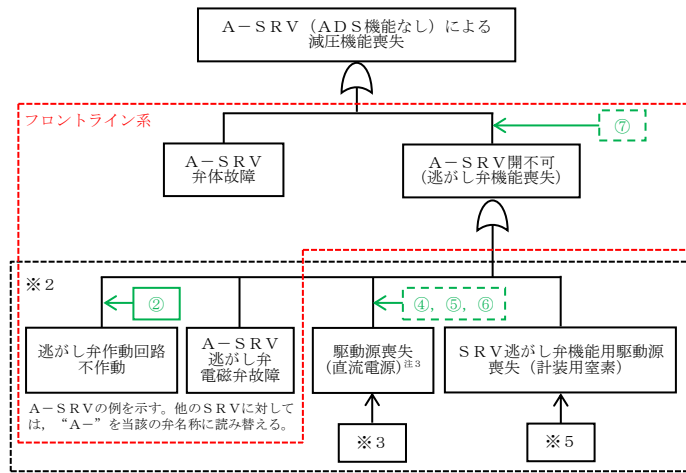 A－SRV（ADS機能なし）による
減圧機能喪失
フロントライン系
⑦
A－SRV
弁体故障
A－SRV開不可
（逃がし弁機能喪失）
※2
②
④，⑤，⑥
逃がし弁作動回路
不作動
A－SRV
逃がし弁
電磁弁故障
駆動源喪失
（直流電源）注3
SRV逃がし弁機能用駆動源
喪失（計装用窒素）
A－SRVの例を示す。他のSRVに対して
は，“A－”を当該の弁名称に読み替える。
※3
※5